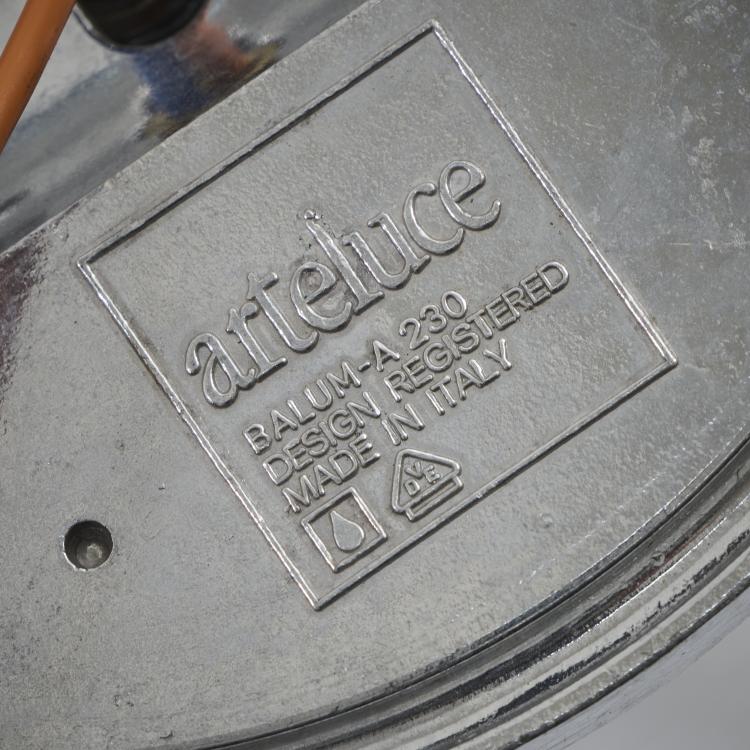 arteluce
BALUM-A 230
DESIGN REGISTERED
MADE IN ITALY
VDE